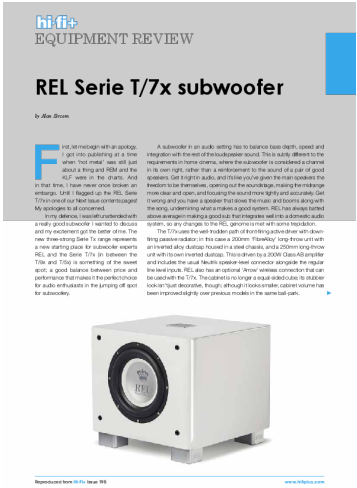 hi-fi+
EQUIPMENT REVIEW
REL Serie T/7x subwoofer
by Alan Sircom
First, let me begin with an apology,
I got into publishing at a time
when 'hot metal' was still just
about a thing and REM and the
KLF were in the charts. And
in that time, I have never once broken an
embargo. Until I flagged up the REL Serie
T/7x in one of our Next Issue contents pages!
My apologies to all concerned.
In my defence, I was left unattended with
a really good subwoofer I wanted to discuss
and my excitement got the better of me. The
new three-strong Serie Tx range represents
a new starting place for subwoofer experts
REL and the Serie T/7x (in between the
T/9x and T/5x) is something of the sweet
spot; a good balance between price and
performance that makes it the perfect choice
for audio enthusiasts in the jumping off spot
for subwoofery.
A subwoofer in an audio setting has to balance bass depth, speed and
integration with the rest of the loudspeaker sound. This is subtly different to the
requirements in home cinema, where the subwoofer is considered a channel
in its own right, rather than a reinforcement to the sound of a pair of good
speakers. Get it right in audio, and it's like you've given the main speakers the
freedom to be themselves, opening out the soundstage, making the midrange
more clear and open, and focusing the sound more tightly and accurately. Get
it wrong and you have a speaker that slows the music and booms along with
the song, undermining what a makes a good system. REL has always batted
above average in making a good sub that integrates well into a domestic audio
system, so any changes to the REL genome is met with some trepidation.
The T/7x uses the well-trodden path of front-firing active driver with down-
firing passive radiator; in this case a 200mm 'FibreAlloy' long-throw unit with
an inverted alloy dustcap housed in a steel chassis, and a 250mm long-throw
unit with its own inverted dustcap. This is driven by a 200W Class AB amplifier
and includes the usual Neutrik speaker-level connector alongside the regular
line level inputs. REL also has an optional 'Arrow' wireless connection that can
be used with the T/7x. The cabinet is no longer a equal-sided cube; its stubbier
look isn't just decorative, though; although it looks smaller, cabinet volume has
been improved slightly over previous models in the same ball-park.
REL
Reproduced from Hi-Fi+ Issue 195
www.hifiplus.com